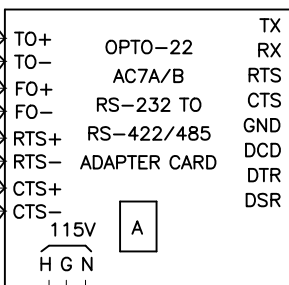 TO+
TO−
FO+
FO−
RTS+
RTS−
CTS+
CTS−
OPTO−22
AC7A/B
RS−232 TO
RS−422/485
ADAPTER CARD
TX
RX
RTS
CTS
GND
DCD
DTR
DSR
115V
H G N
A